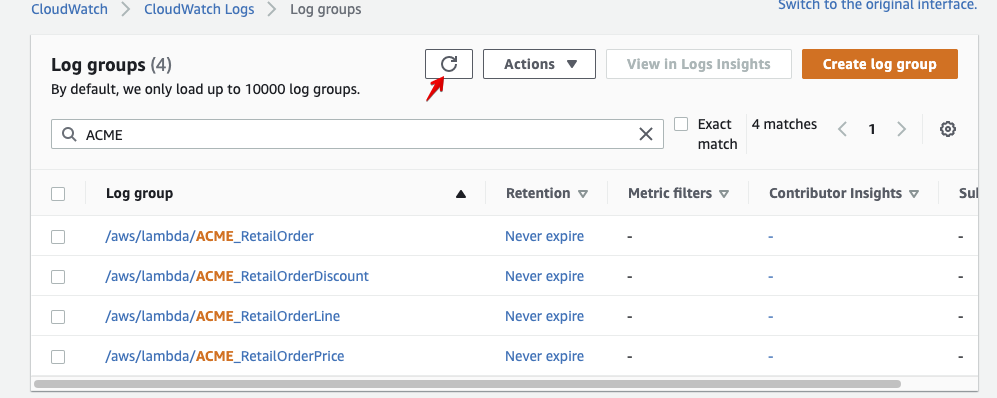 CloudWatch > CloudWatch Logs > Log groups
Switch to the original interface.
Log groups (4)
By default, we only load up to 10000 log groups.
Actions
View in Logs Insights
Create log group
ACME
Exact match
4 matches
1
Log group Retention Metric filters Contributor Insights
/aws/lambda/ACME_RetailOrder Never expire - - -
/aws/lambda/ACME_RetailOrderDiscount Never expire - - -
/aws/lambda/ACME_RetailOrderLine Never expire - - -
/aws/lambda/ACME_RetailOrderPrice Never expire - - -